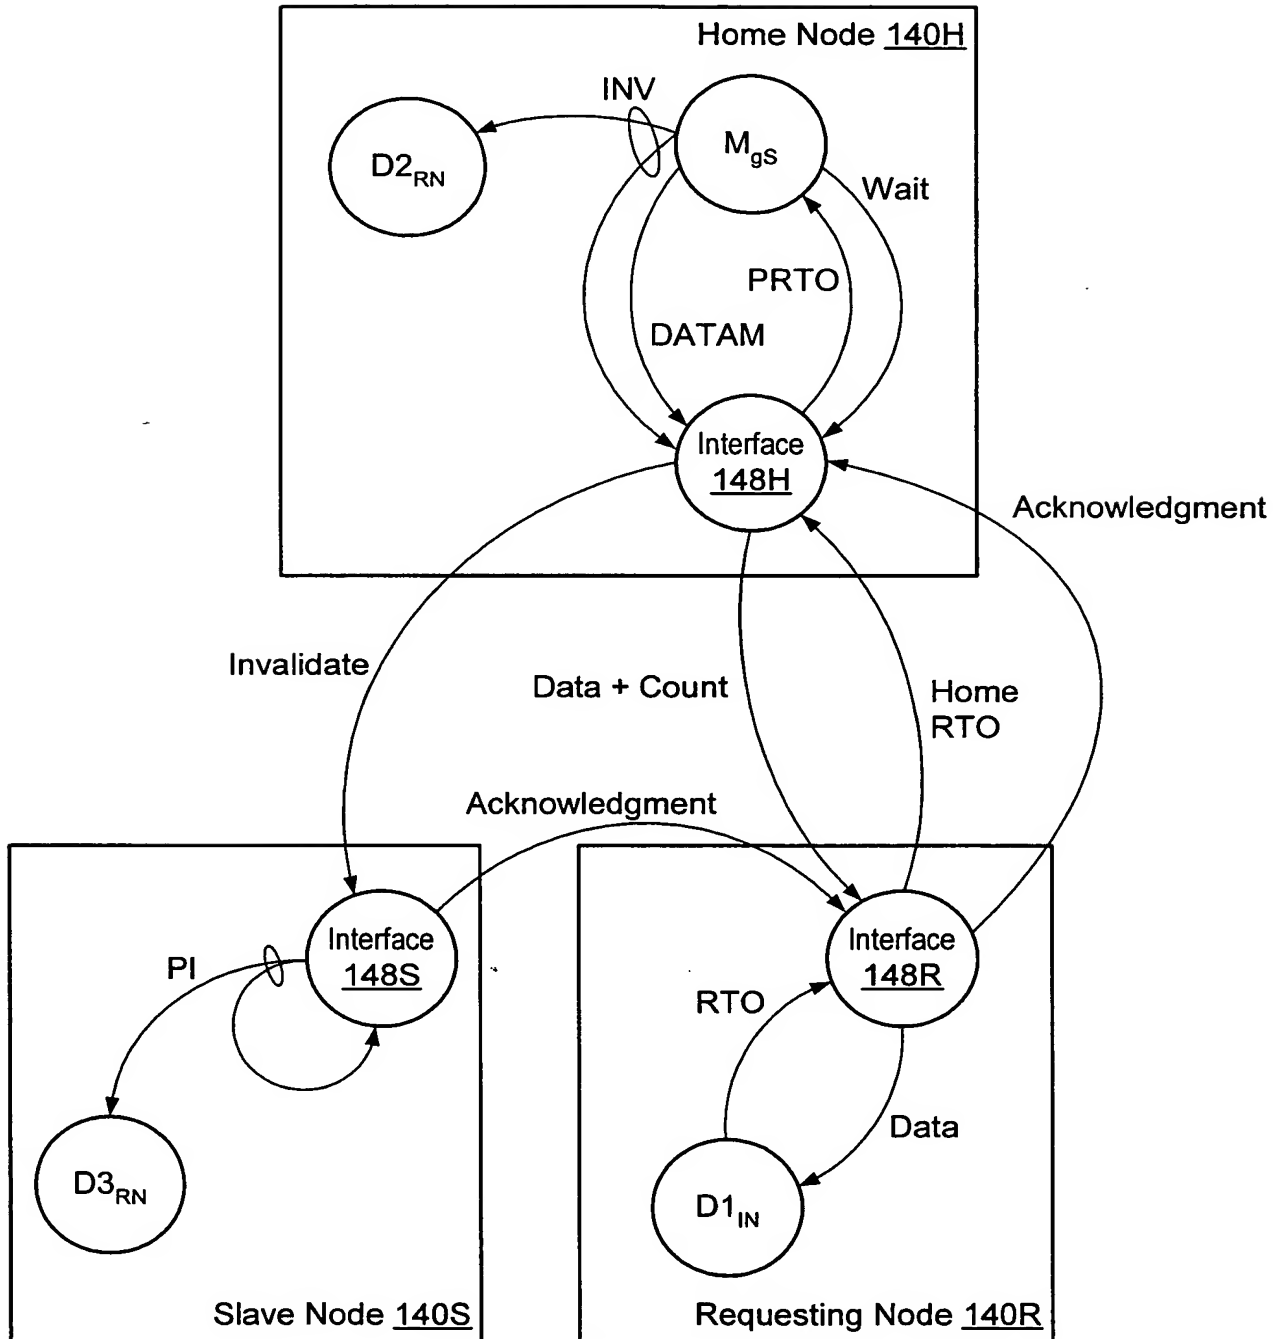 Home Node 140H
INV
D2RN
MgS
Wait
PRTO
DATAM
Interface
148H
Acknowledgment
Invalidate
Data + Count
Home
RTO
Acknowledgment
Interface
148S
PI
D3RN
Slave Node 140S
Interface
148R
RTO
Data
D1IN
Requesting Node 140R